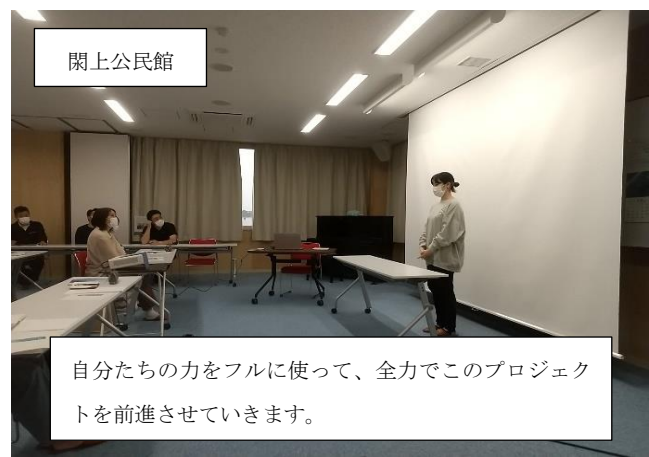 閖上公民館
自分たちの力をフルに使って、全力でこのプロジェク
トを前進させていきます。